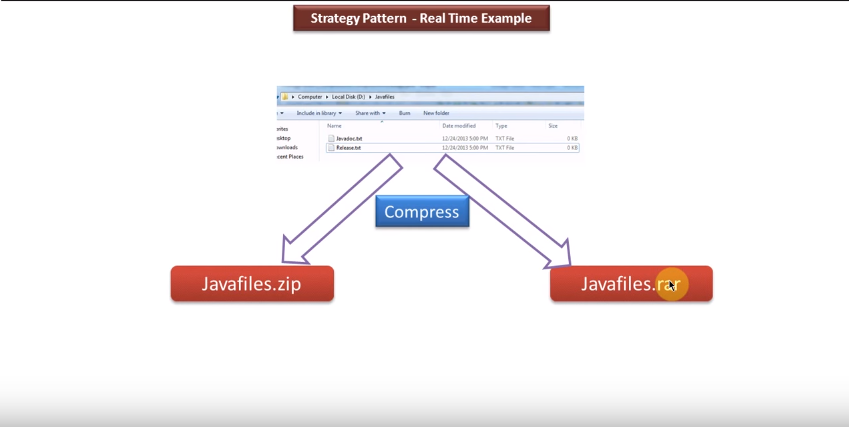 Strategy Pattern - Real Time Example
Computer ▸ Local Disk (D:) ▸ Javafiles
Include in library ▾ Share with ▾ Burn New folder
Name Date modified Type Size
Javadoc.txt 12/24/2013 5:00 PM TXT File 0 KB
Release.txt 12/24/2013 5:00 PM TXT File 0 KB
rites
sktop
wnloads
cent Places
Compress
Javafiles.zip
Javafiles.rar